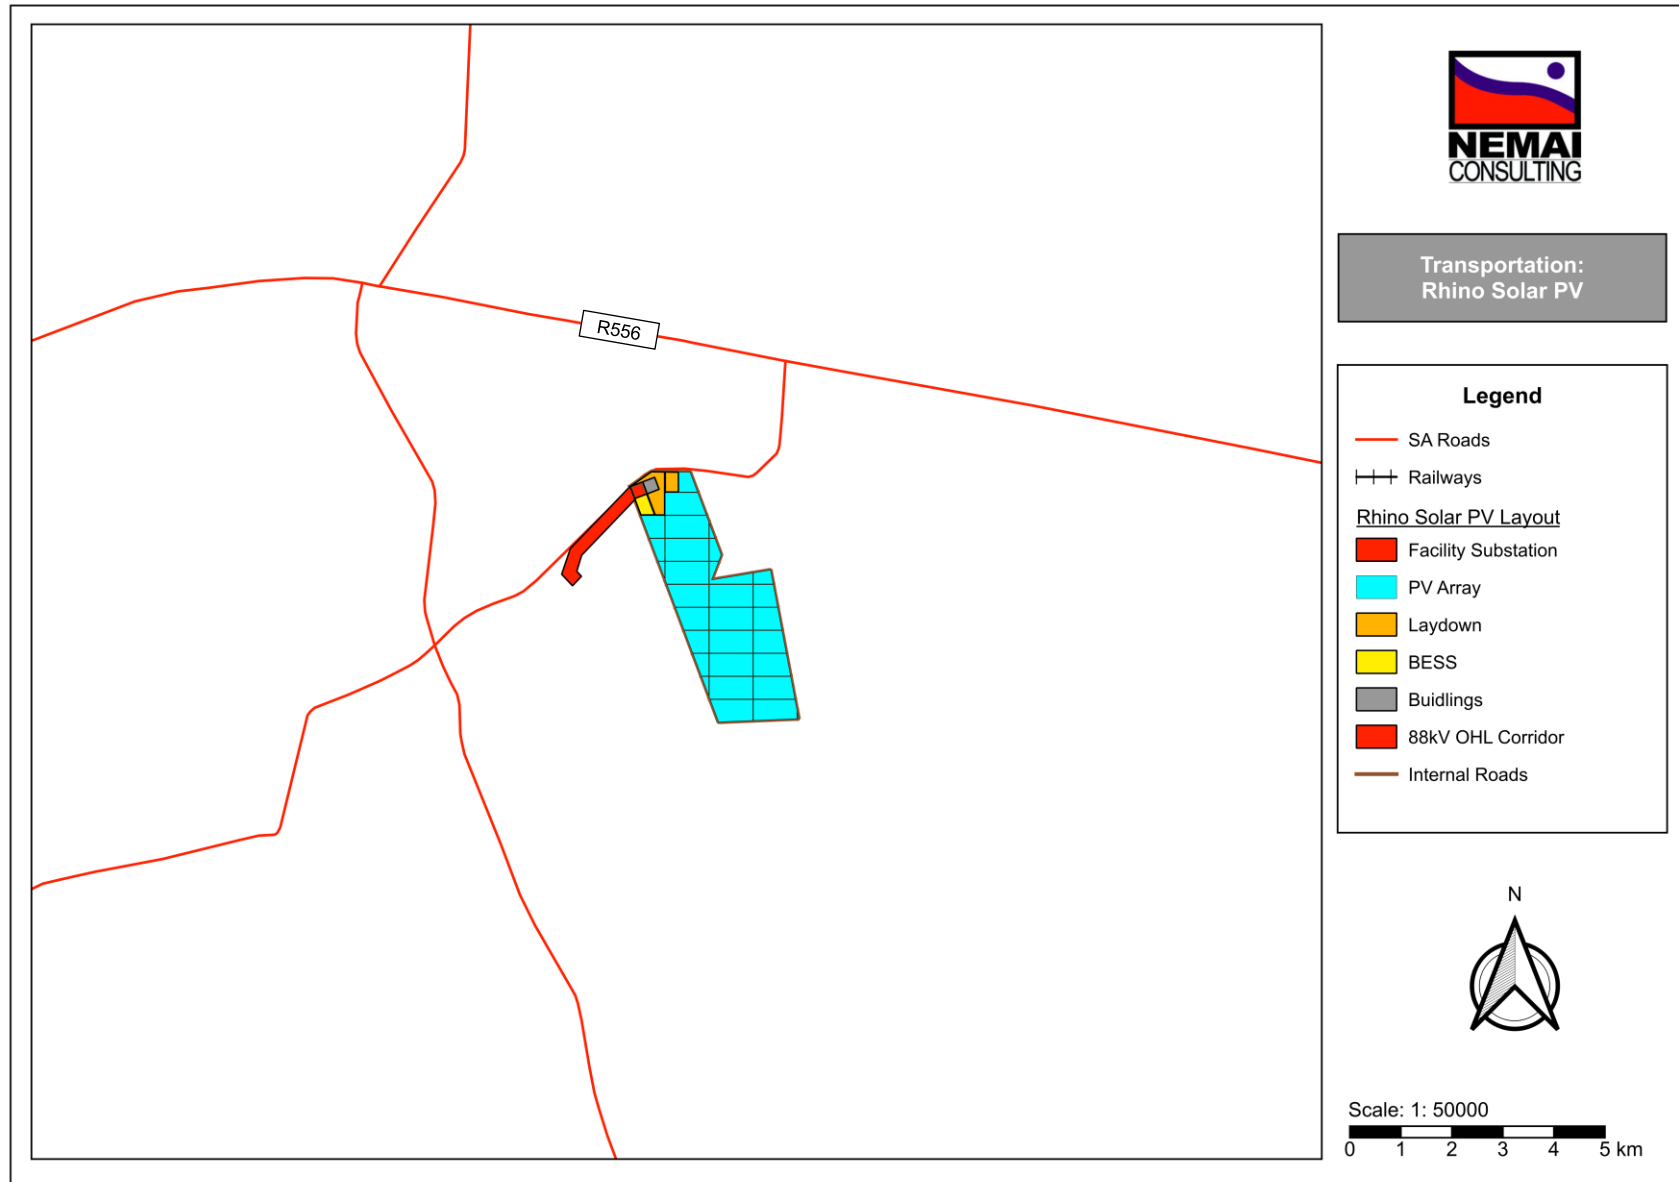 R556
NEMAI
CONSULTING
Transportation:
Rhino Solar PV
Legend
SA Roads
Railways
Rhino Solar PV Layout
Facility Substation
PV Array
Laydown
BESS
Buidlings
88kV OHL Corridor
Internal Roads
N
Scale: 1: 50000
0 1 2 3 4 5 km